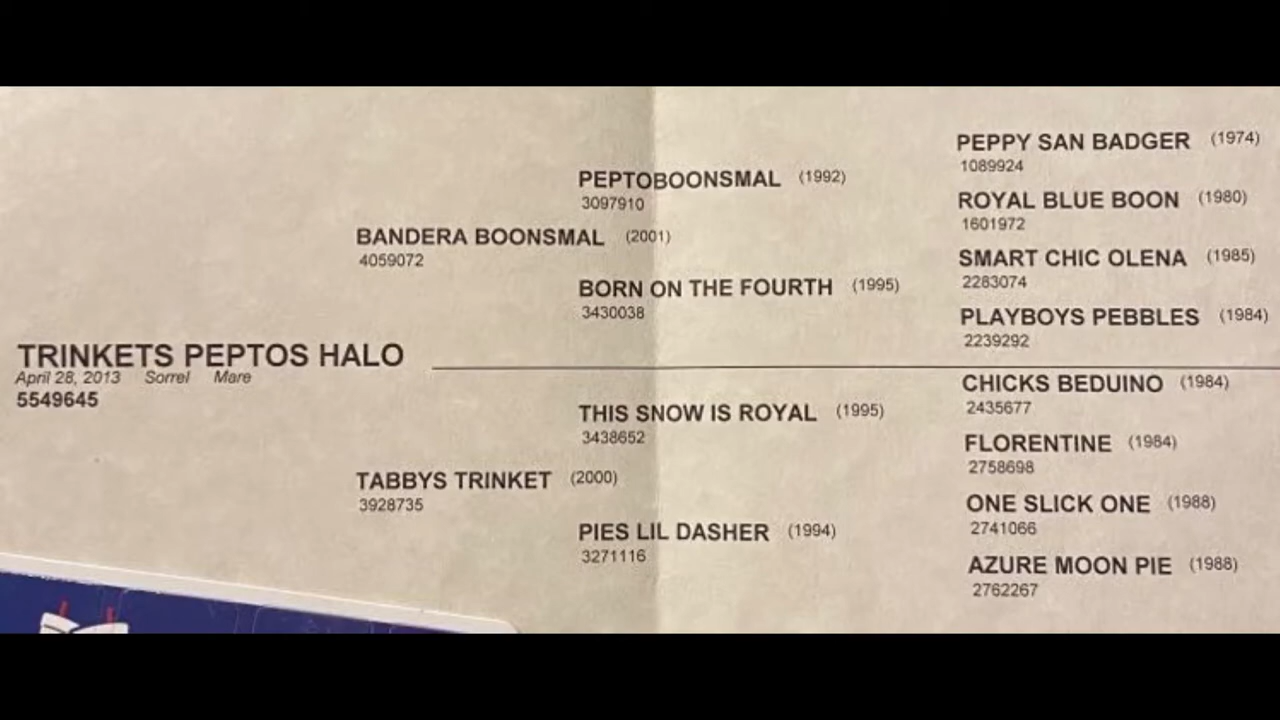 PEPPY SAN BADGER (1974)
1089924
PEPTOBOONSMAL (1992)
3097910
ROYAL BLUE BOON (1980)
1601972
BANDERA BOONSMAL (2001)
4059072
SMART CHIC OLENA (1985)
2283074
BORN ON THE FOURTH (1995)
3430038
PLAYBOYS PEBBLES (1984)
2239292
TRINKETS PEPTOS HALO
April 28, 2013 Sorrel Mare
5549645
CHICKS BEDUINO (1984)
2435677
THIS SNOW IS ROYAL (1995)
3438652
FLORENTINE (1984)
2758698
TABBYS TRINKET (2000)
3928735
ONE SLICK ONE (1988)
2741066
PIES LIL DASHER (1994)
3271116
AZURE MOON PIE (1988)
2762267